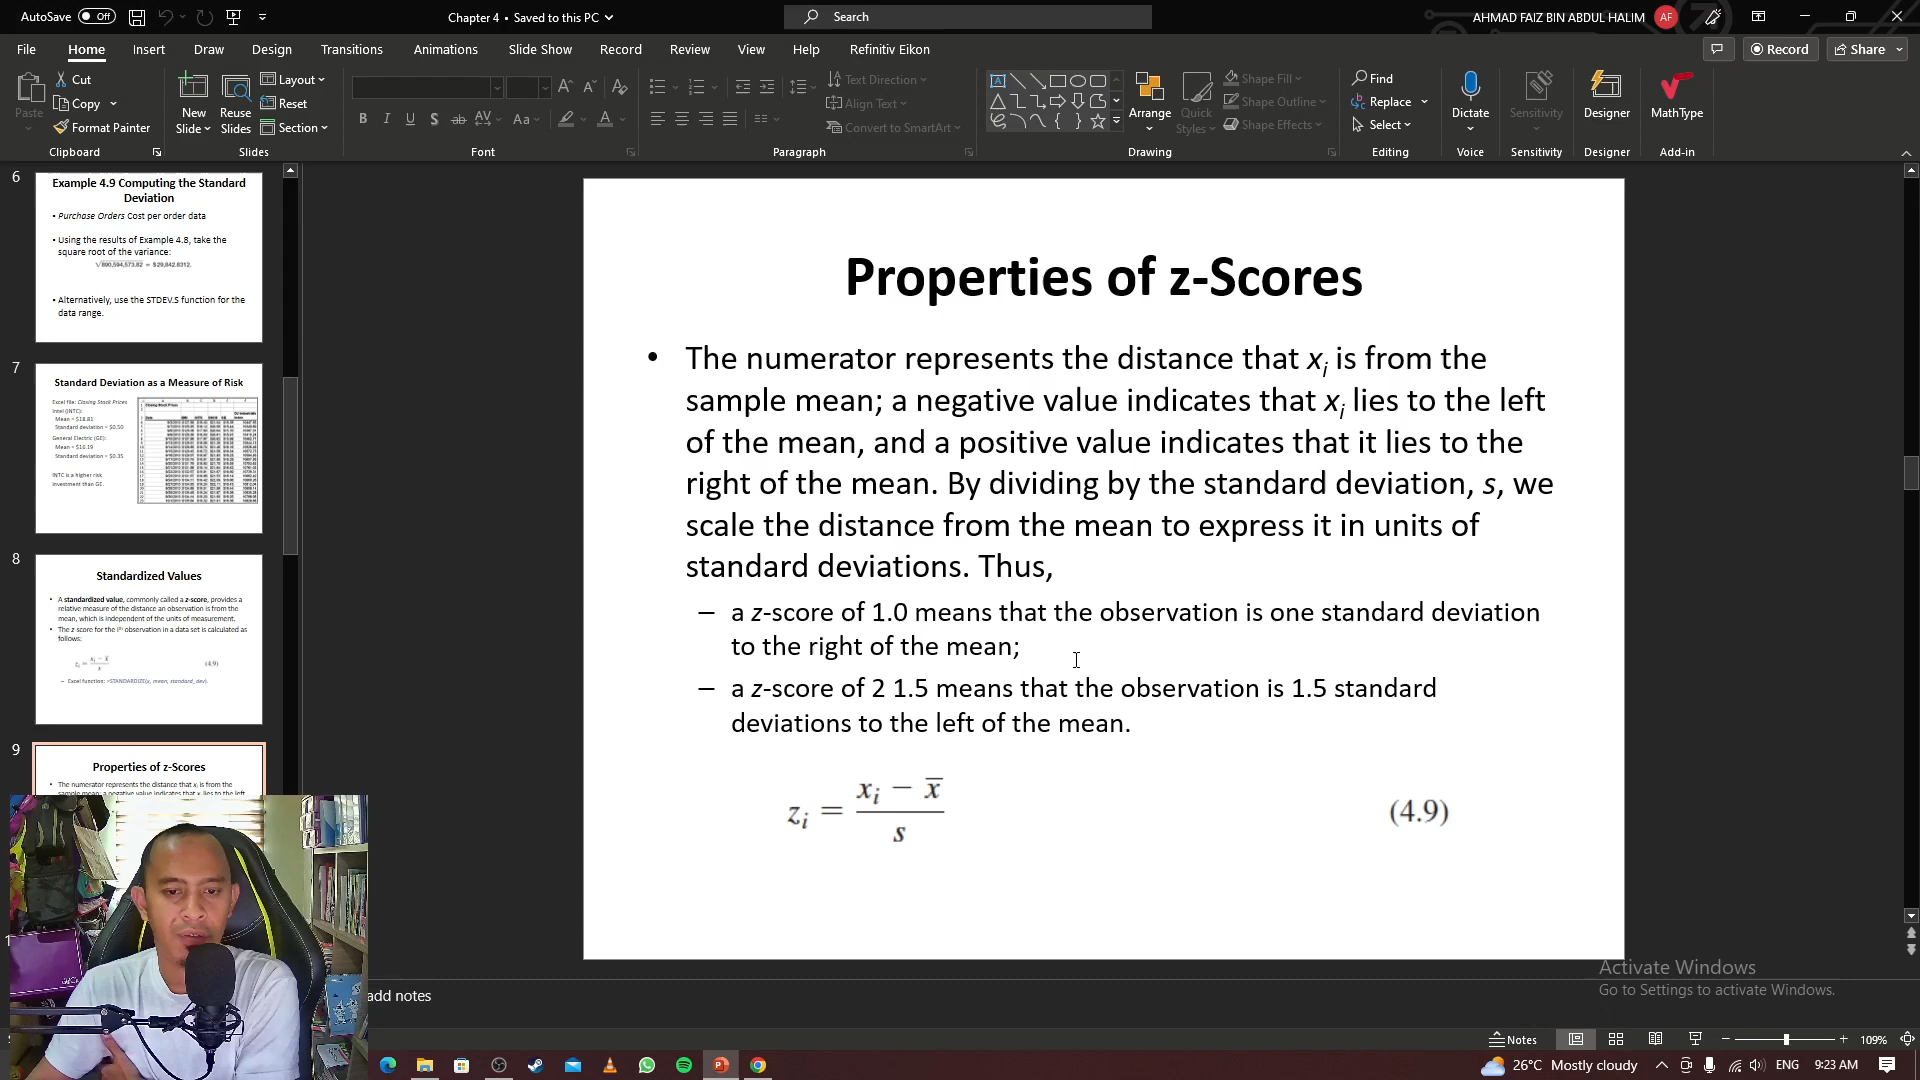 AutoSave Off
Chapter 4 • Saved to this PC
Search
AHMAD FAIZ BIN ABDUL HALIM
AF
File Home Insert Draw Design Transitions Animations Slide Show Record Review View Help Refinitiv Eikon
Record
Share
Paste
Cut
Copy
Format Painter
Clipboard
New Slide
Reuse Slides
Layout
Reset
Section
Slides
Font
Text Direction
Align Text
Convert to SmartArt
Paragraph
Arrange
Quick Styles
Shape Fill
Shape Outline
Shape Effects
Drawing
Find
Replace
Select
Editing
Dictate
Voice
Sensitivity
Sensitivity
Designer
Designer
MathType
Add-in
6
Example 4.9 Computing the Standard
Deviation
• Purchase Orders Cost per order data
• Using the results of Example 4.8, take the
square root of the variance:
√890,594,573.82 = $29,842.8312.
• Alternatively, use the STDEV.S function for the
data range.
7
Standard Deviation as a Measure of Risk
Excel file: Closing Stock Prices
Intel (INTC):
Mean = $18.81
Standard deviation = $0.50
General Electric (GE):
Mean = $16.19
Standard deviation = $0.35
INTC is a higher risk
investment than GE.
8
Standardized Values
• A standardized value, commonly called a z-score, provides a
relative measure of the distance an observation is from the
mean, which is independent of the units of measurement.
• The z-score for the ith observation in a data set is calculated as
follows:
zi = xi − x̅ / s (4.9)
– Excel function: =STANDARDIZE(x, mean, standard_dev).
9
Properties of z-Scores
• The numerator represents the distance that xi is from the
sample mean; a negative value indicates that xi lies to the left
Properties of z-Scores
• The numerator represents the distance that xi is from the
sample mean; a negative value indicates that xi lies to the left
of the mean, and a positive value indicates that it lies to the
right of the mean. By dividing by the standard deviation, s, we
scale the distance from the mean to express it in units of
standard deviations. Thus,
– a z-score of 1.0 means that the observation is one standard deviation
to the right of the mean;
– a z-score of 2 1.5 means that the observation is 1.5 standard
deviations to the left of the mean.
zi = xi − x̅ / s (4.9)
Activate Windows
Go to Settings to activate Windows.
add notes
Notes
109%
26°C Mostly cloudy
ENG
9:23 AM